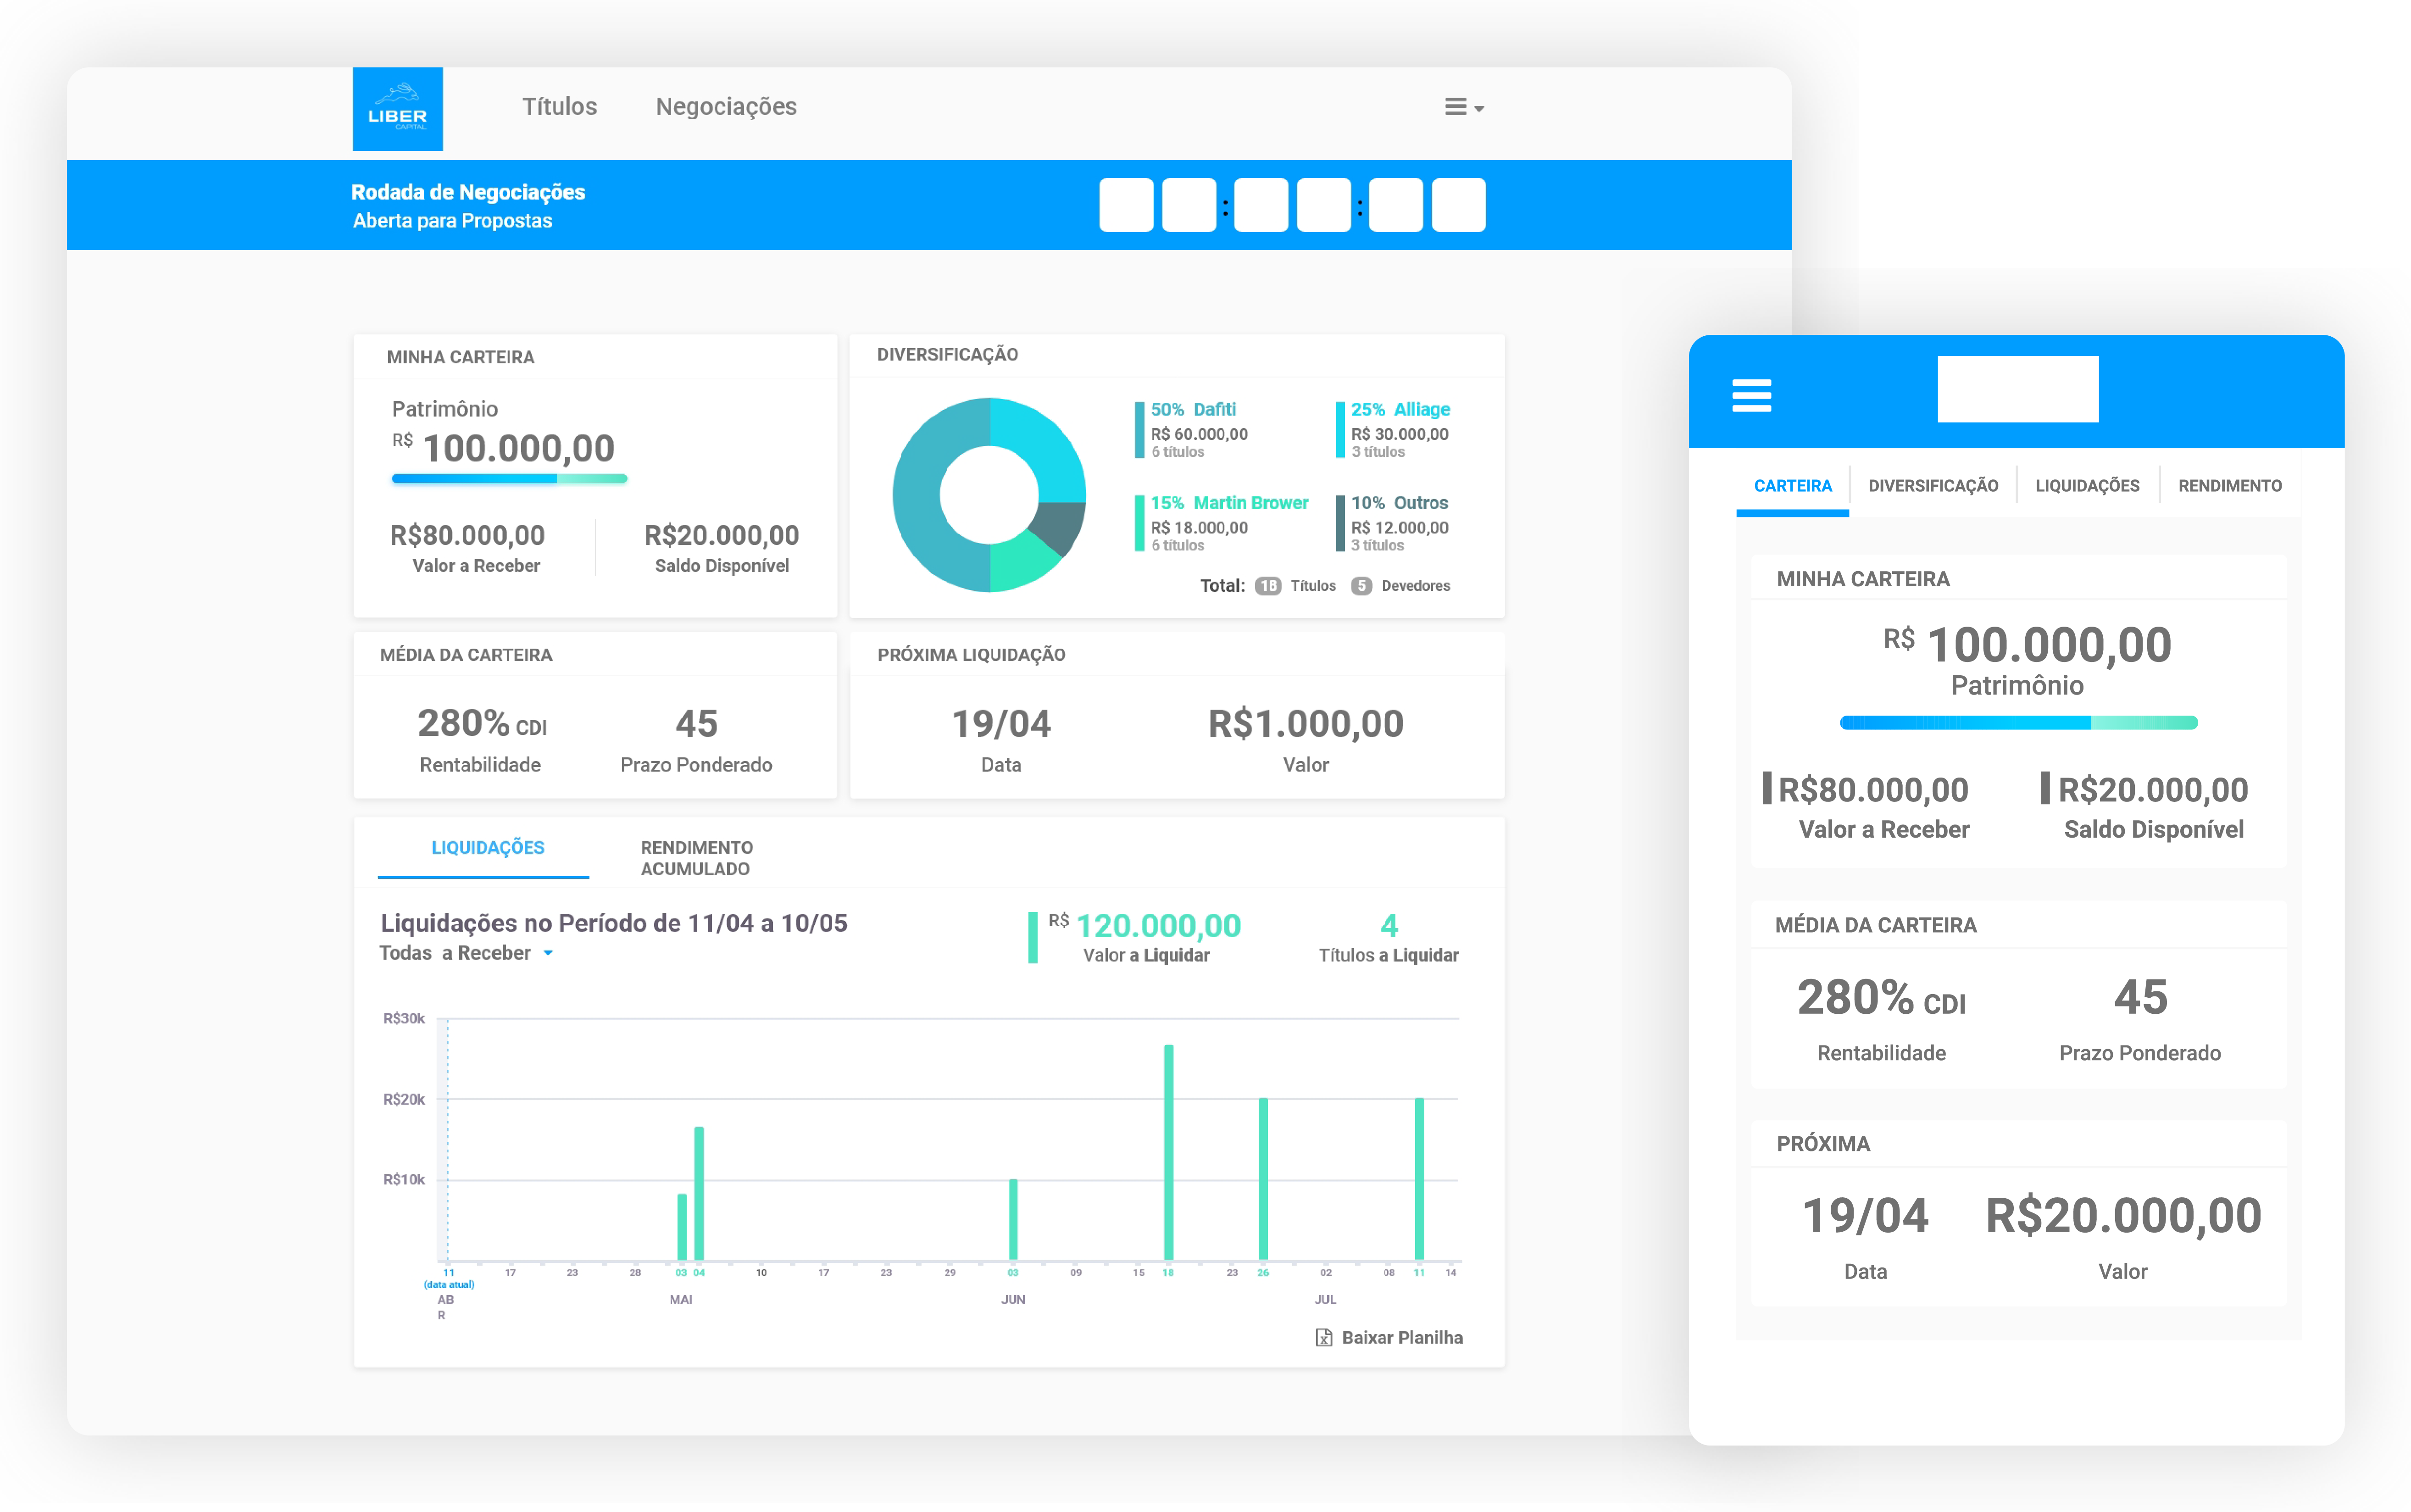 LIBER
CAPITAL
Títulos
Negociações
Rodada de Negociações
Aberta para Propostas
:
:
MINHA CARTEIRA
Patrimônio
R$ 100.000,00
R$80.000,00
Valor a Receber
R$20.000,00
Saldo Disponível
DIVERSIFICAÇÃO
50% Dafiti
R$ 60.000,00
6 títulos
25% Alliage
R$ 30.000,00
3 títulos
15% Martin Brower
R$ 18.000,00
6 títulos
10% Outros
R$ 12.000,00
3 títulos
Total: 18 Títulos 5 Devedores
MÉDIA DA CARTEIRA
280% CDI
Rentabilidade
45
Prazo Ponderado
PRÓXIMA LIQUIDAÇÃO
19/04
Data
R$1.000,00
Valor
LIQUIDAÇÕES
RENDIMENTO
ACUMULADO
Liquidações no Período de 11/04 a 10/05
Todas a Receber
R$ 120.000,00
Valor a Liquidar
4
Títulos a Liquidar
R$30k
R$20k
R$10k
11 17 23 28 03 04 10 17 23 29 03 09 15 18 23 26 02 08 11 14
(data atual)
AB
R
MAI
JUN
JUL
Baixar Planilha
CARTEIRA
DIVERSIFICAÇÃO
LIQUIDAÇÕES
RENDIMENTO
MINHA CARTEIRA
R$ 100.000,00
Patrimônio
R$80.000,00
Valor a Receber
R$20.000,00
Saldo Disponível
MÉDIA DA CARTEIRA
280% CDI
Rentabilidade
45
Prazo Ponderado
PRÓXIMA
19/04
Data
R$20.000,00
Valor